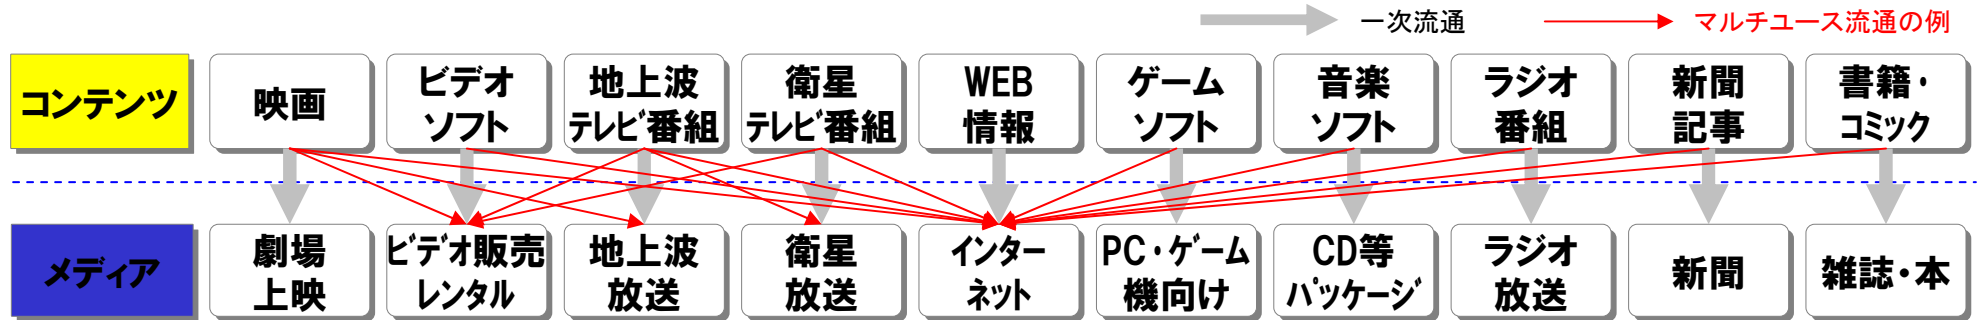 一次流通
マルチユース流通の例
コンテンツ
映画
ビデオ
ソフト
地上波
テレビ番組
衛星
テレビ番組
WEB
情報
ゲーム
ソフト
音楽
ソフト
ラジオ
番組
新聞
記事
書籍・
コミック
メディア
劇場
上映
ビデオ販売
レンタル
地上波
放送
衛星
放送
インター
ネット
PC・ゲーム
機向け
CD等
パッケージ
ラジオ
放送
新聞
雑誌・本